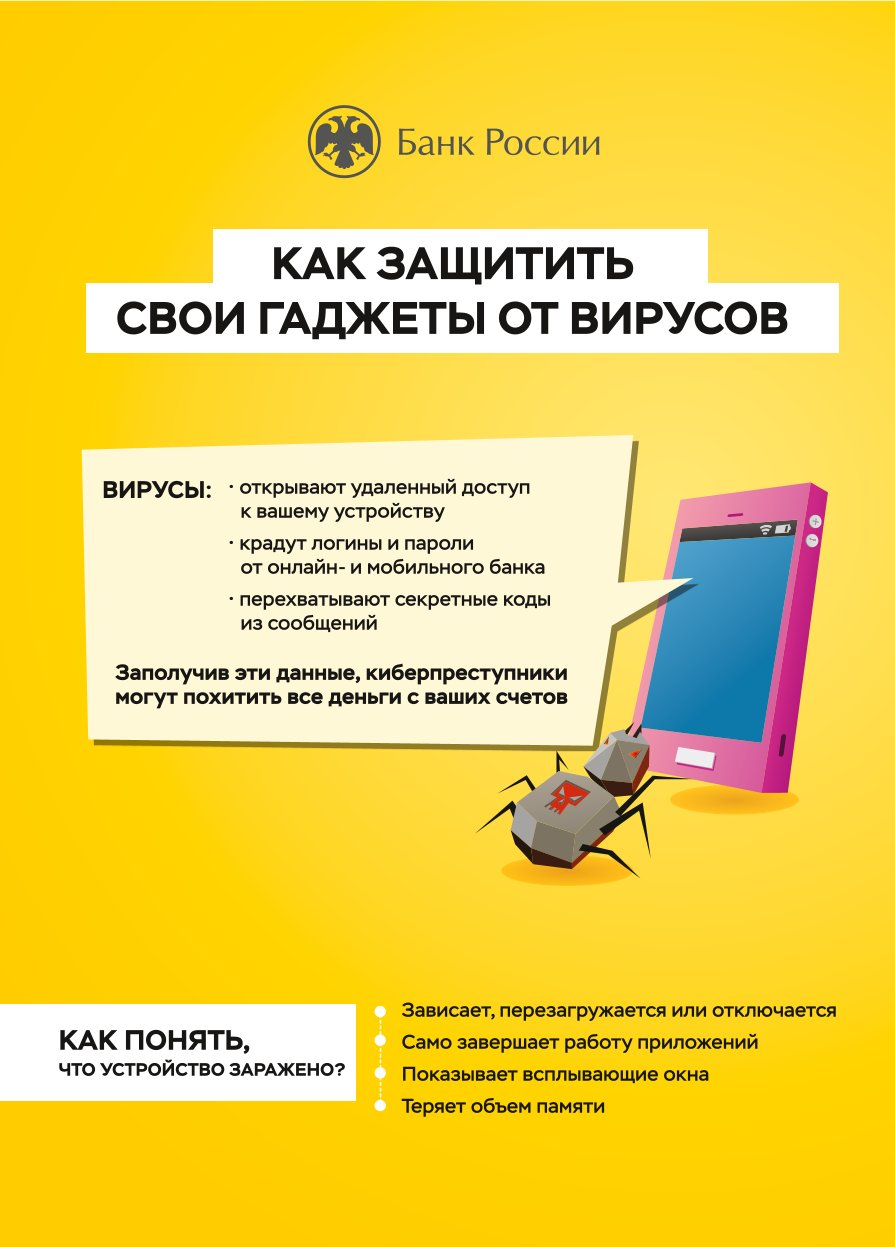 Банк России
КАК ЗАЩИТИТЬ
СВОИ ГАДЖЕТЫ ОТ ВИРУСОВ
ВИРУСЫ:
· открывают удаленный доступ
к вашему устройству
· крадут логины и пароли
от онлайн- и мобильного банка
· перехватывают секретные коды
из сообщений
Заполучив эти данные, киберпреступники
могут похитить все деньги с ваших счетов
КАК ПОНЯТЬ,
ЧТО УСТРОЙСТВО ЗАРАЖЕНО?
Зависает, перезагружается или отключается
Само завершает работу приложений
Показывает всплывающие окна
Теряет объем памяти